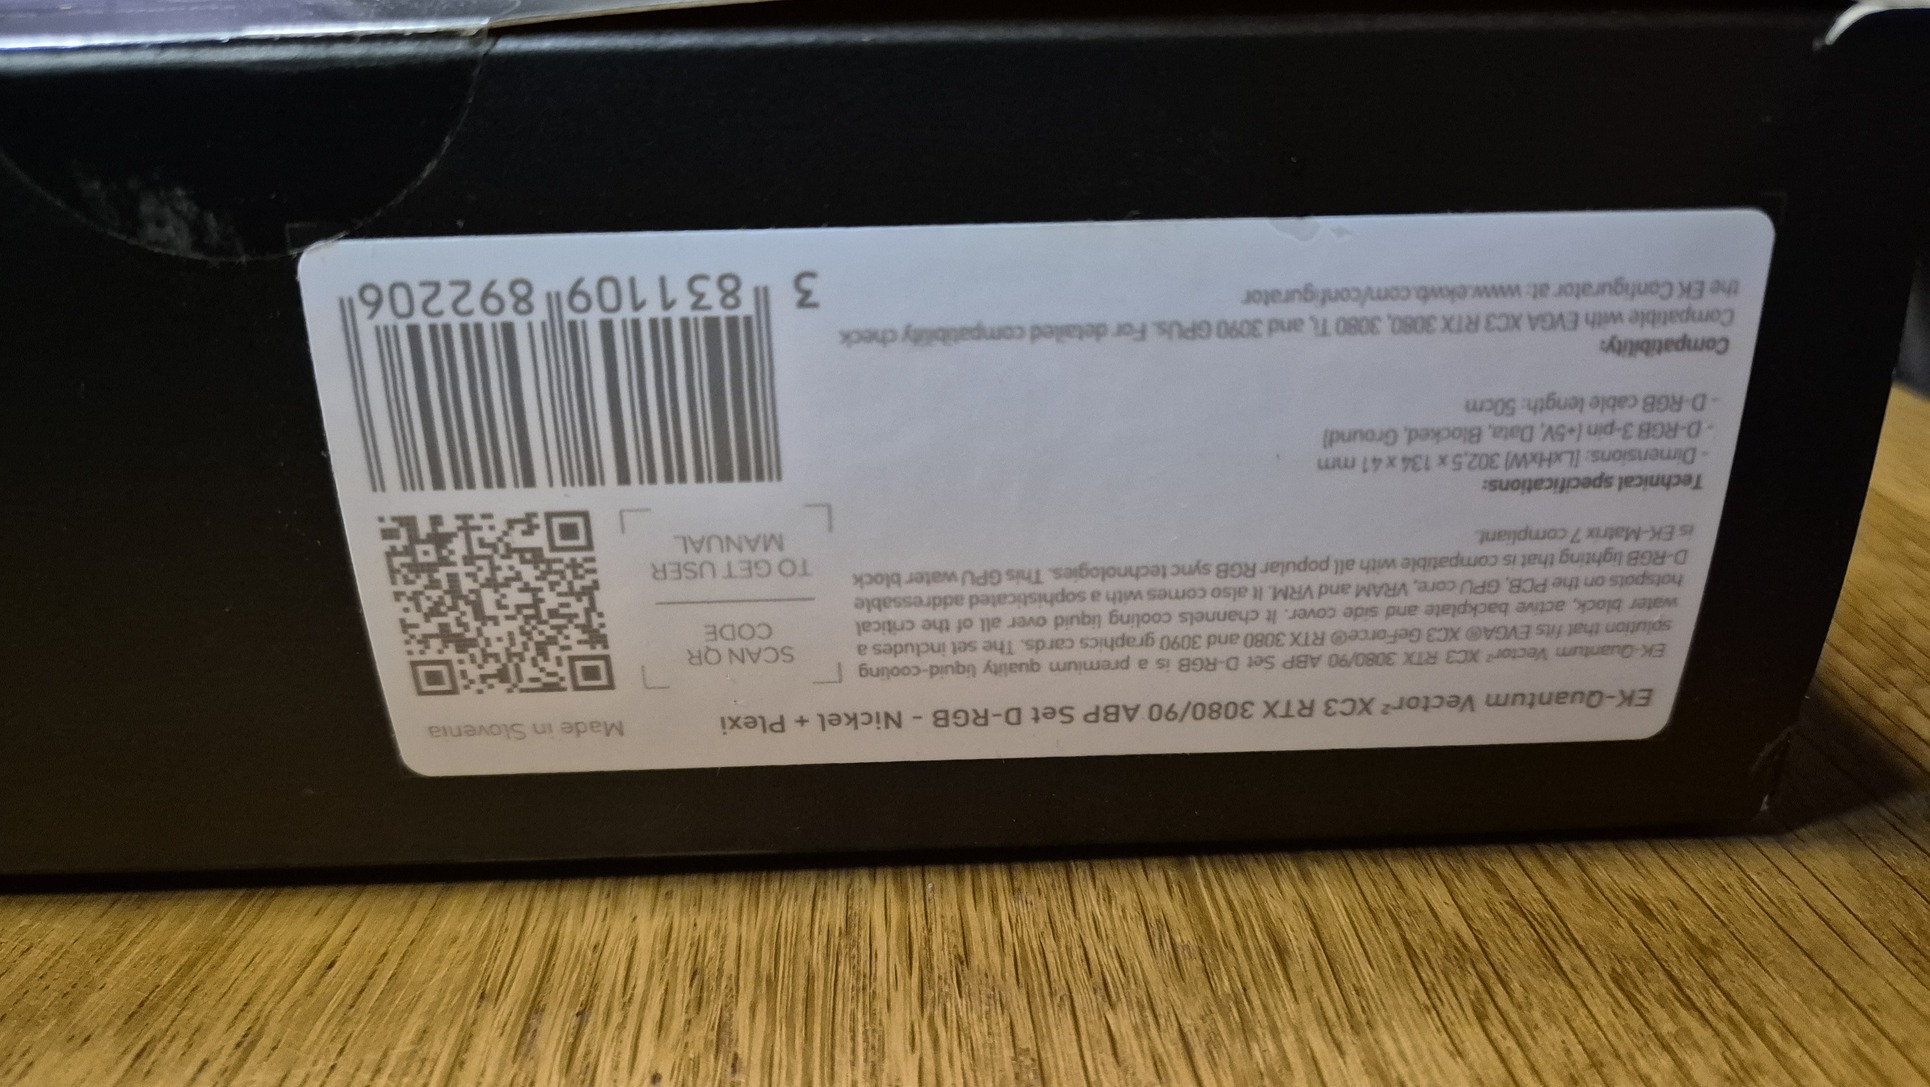 EK-Quantum Vector² XC3 RTX 3080/90 ABP Set D-RGB - Nickel + Plexi
EK-Quantum Vector² XC3 RTX 3080/90 ABP Set D-RGB is a premium quality liquid-cooling
solution that fits EVGA® XC3 GeForce® RTX 3080 and 3090 graphics cards. The set includes a
water block, active backplate and side cover. It channels cooling liquid over all of the critical
hotspots on the PCB, GPU core, VRAM and VRM. It also comes with a sophisticated addressable
D-RGB lighting that is compatible with all popular RGB sync technologies. This GPU water block
is EK-Matrix 7 compliant.
Technical specifications:
- Dimensions: (LxHxW) 302,5 x 134 x 41 mm
- D-RGB 3-pin (+5V, Data, Blocked, Ground)
- D-RGB cable length: 50cm
Compatibility:
Compatible with EVGA XC3 RTX 3080, 3080 Ti, and 3090 GPUs. For detailed compatibility check
the EK Configurator at: www.ekwb.com/configurator
Made in Slovenia
SCAN QR
CODE
TO GET USER
MANUAL
3 831109 892206